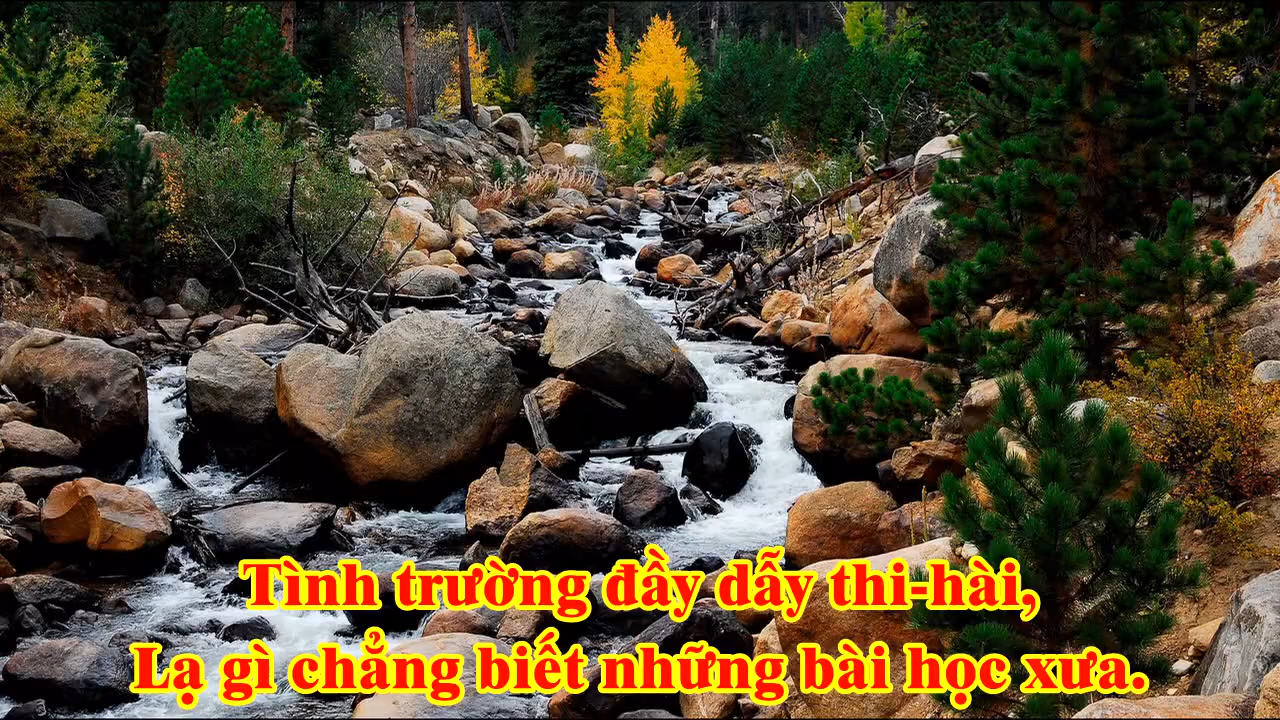 Tình trường đầy dẫy thi-hài,
Lạ gì chẳng biết những bài học xưa.